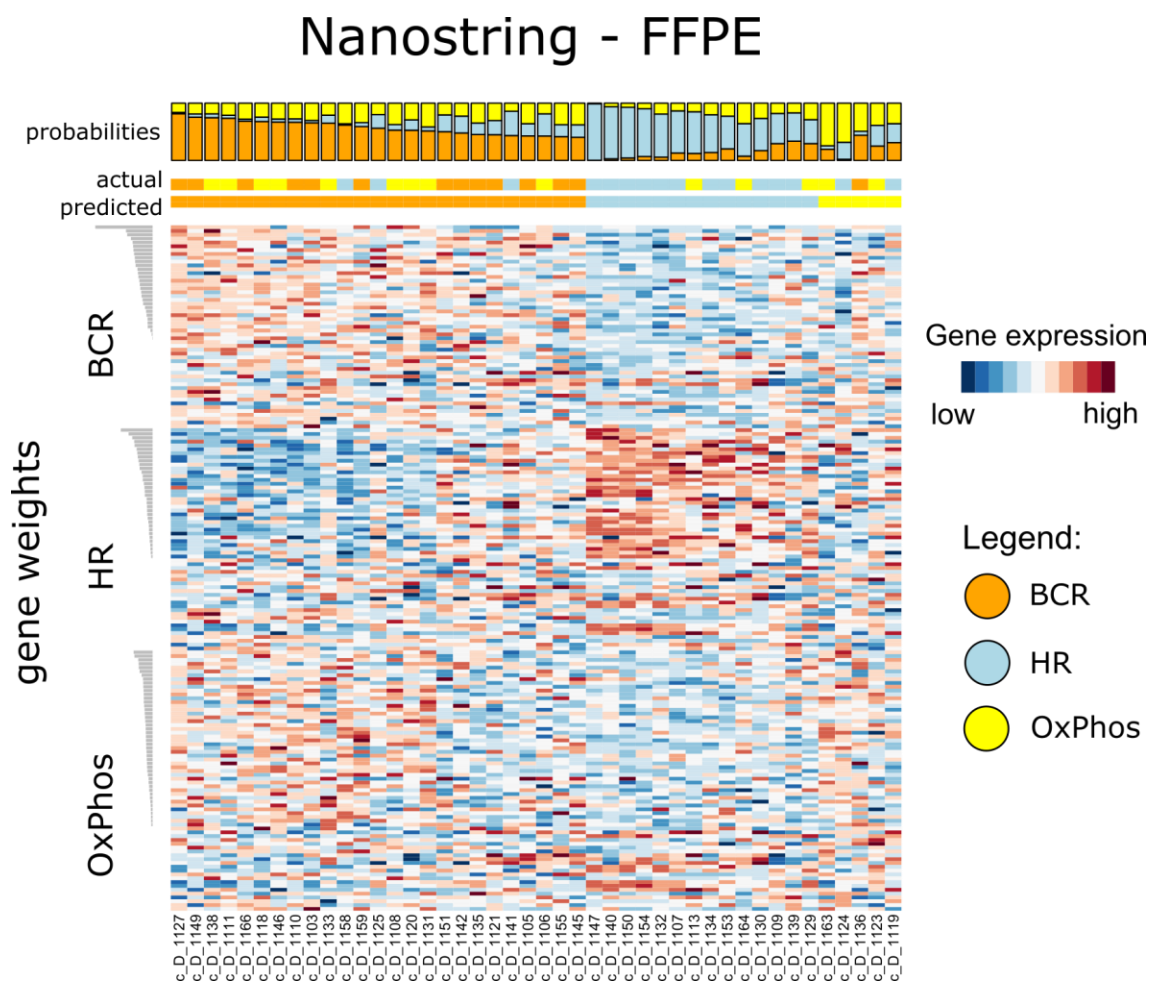 Nanostring - FFPE
probabilities
actual
predicted
BCR
HR
OxPhos
gene weights
Gene expression
low high
Legend:
BCR
HR
OxPhos
c_D_1127
c_D_1149
c_D_1138
c_D_1111
c_D_1166
c_D_1118
c_D_1146
c_D_1110
c_D_1103
c_D_1133
c_D_1158
c_D_1159
c_D_1125
c_D_1108
c_D_1120
c_D_1131
c_D_1151
c_D_1142
c_D_1135
c_D_1121
c_D_1141
c_D_1105
c_D_1106
c_D_1155
c_D_1145
c_D_1147
c_D_1140
c_D_1150
c_D_1154
c_D_1132
c_D_1107
c_D_1113
c_D_1134
c_D_1153
c_D_1164
c_D_1130
c_D_1109
c_D_1139
c_D_1129
c_D_1163
c_D_1124
c_D_1136
c_D_1123
c_D_1119